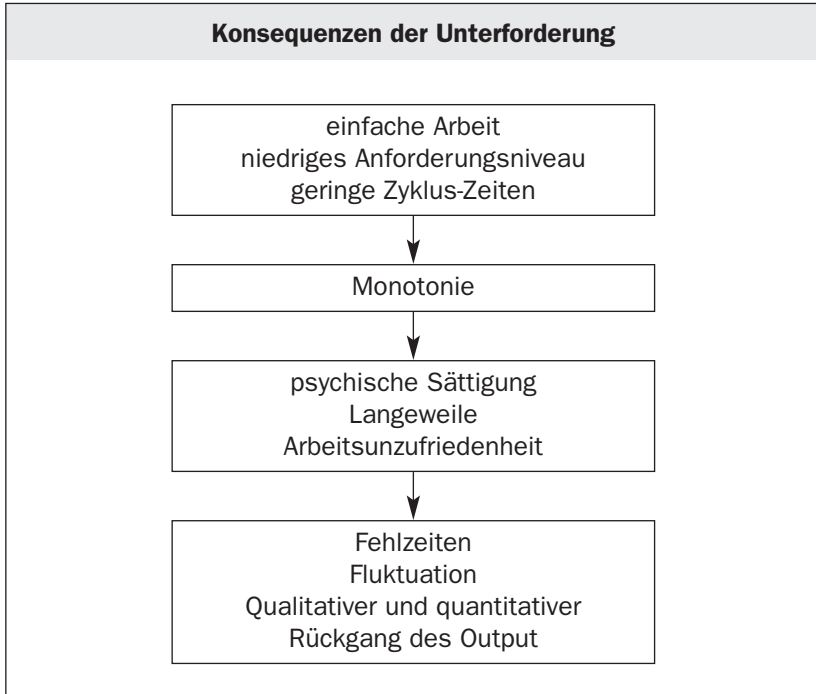 Konsequenzen der Unterforderung
einfache Arbeit
niedriges Anforderungsniveau
geringe Zyklus-Zeiten
Monotonie
psychische Sättigung
Langeweile
Arbeitsunzufriedenheit
Fehlzeiten
Fluktuation
Qualitativer und quantitativer
Rückgang des Output